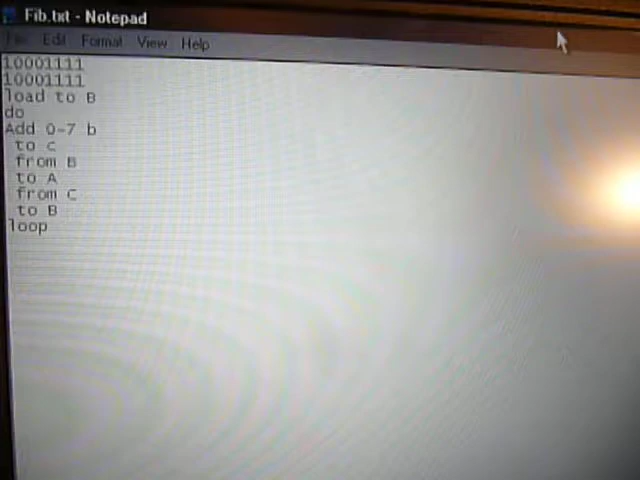 Fib.txt - Notepad
Edit Format View Help
10001111
10001111
load to B
do
Add 0-7 b
to c
from B
to A
from C
to B
loop